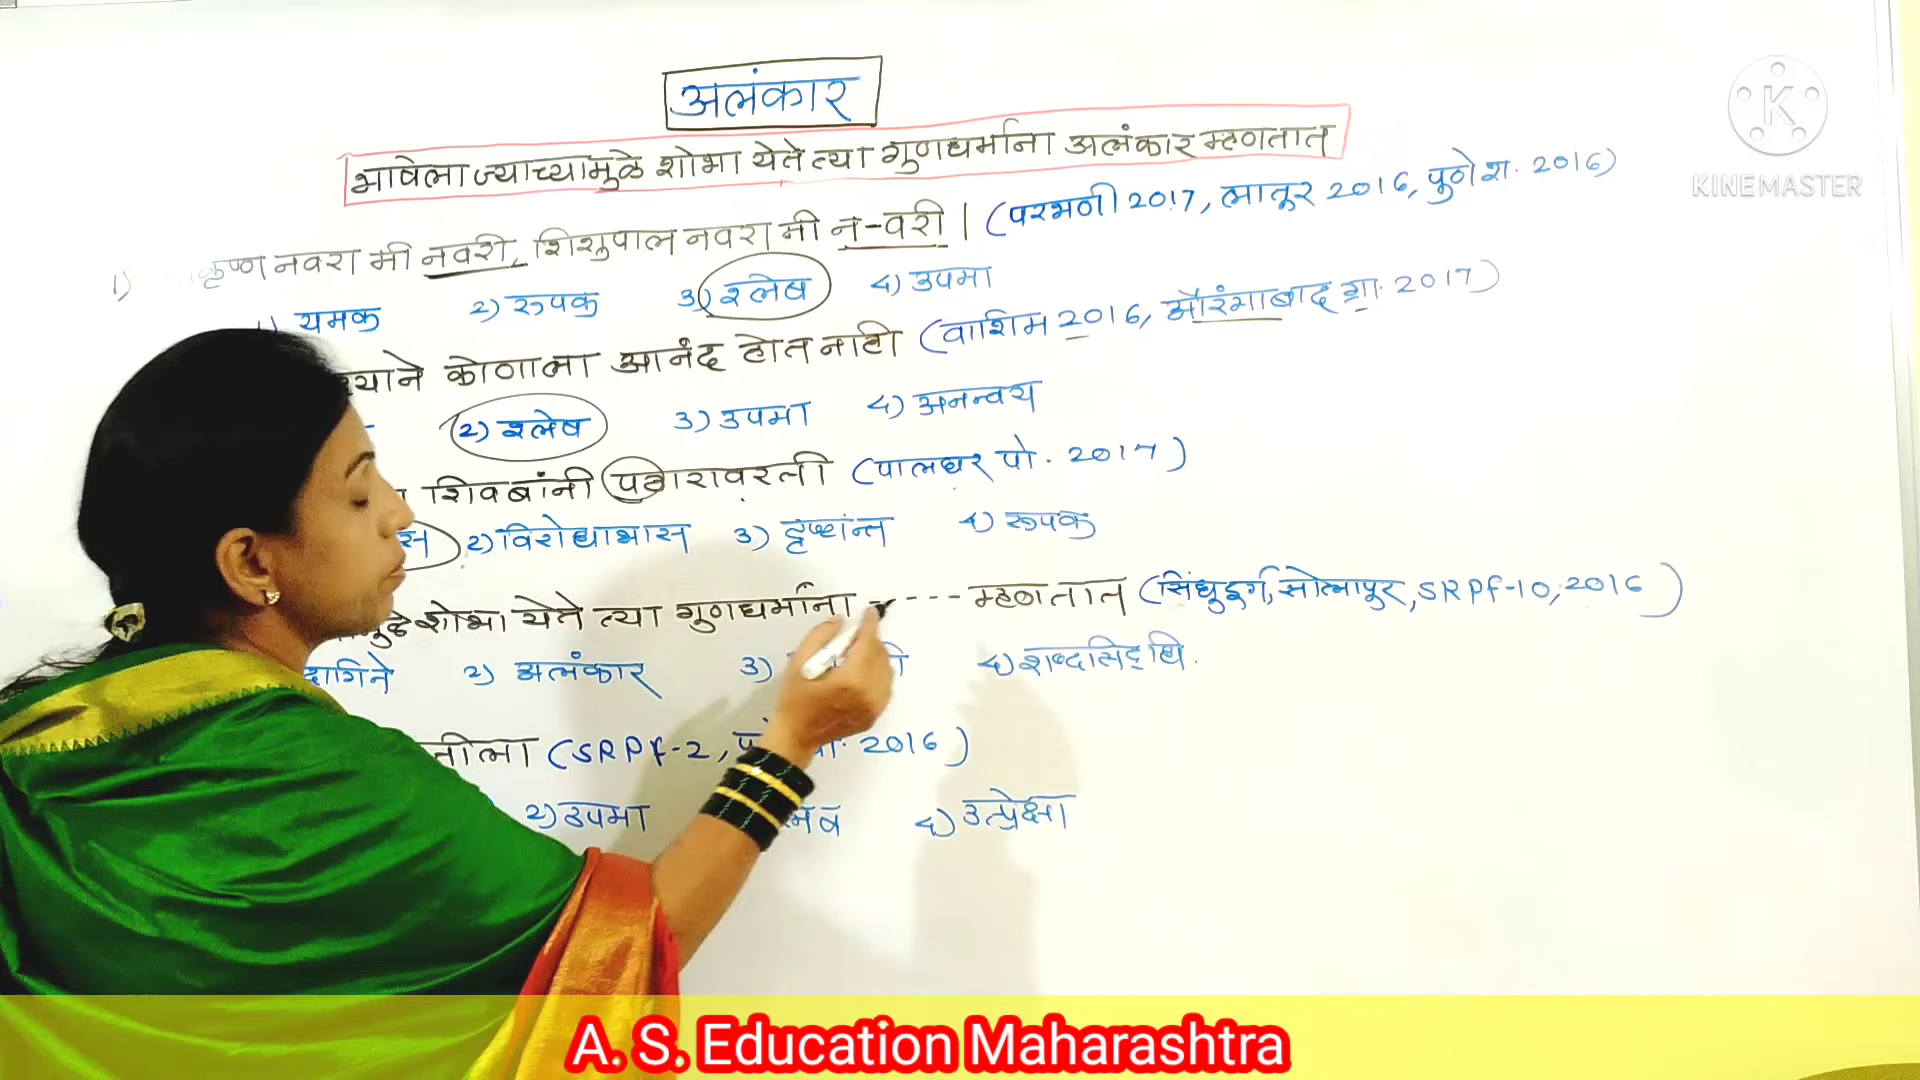 अलंकार
भाषेला ज्याच्यामुळे शोभा येते त्या गुणधर्मांना अलंकार म्हणतात
1) कृष्ण नवरा मी नवरी, शिशुपाल नवरा मी न-वरी | (परभणी 2017, लातूर 2016, पुणे श. 2016)
1) यमक 2) रूपक 3) श्लेष 4) उपमा
याने कोणाला आनंद होत नाही (वाशिम 2016, औरंगाबाद ग्रा. 2017)
2) श्लेष 3) उपमा 4) अनन्वय
शिवबांनी (पालघर पो. 2017)
स 2) विरोधाभास 3) दृष्टांन्त 4) रूपक
मुळे शोभा येते त्या गुणधर्मांना ----- म्हणतात (सिंधुदुर्ग, सोलापुर, SRPF-10, 2016)
दागिने 2) अलंकार 3) 4) शब्दसिद्धि.
नीला (SRPF-2, 2016)
2) उपमा 4) उत्प्रेक्षा
KINEMASTER
A. S. Education Maharashtra